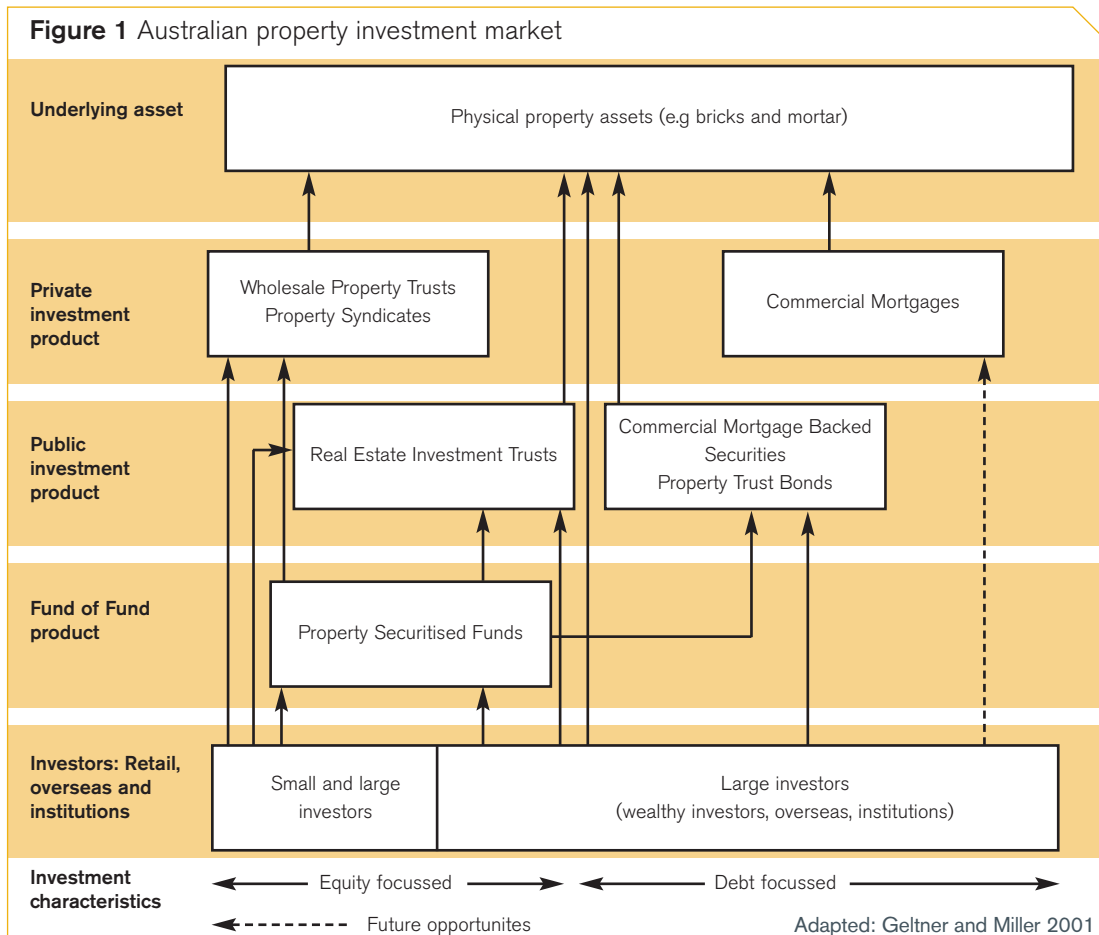 Figure 1 Australian property investment market
Underlying asset
Physical property assets (e.g bricks and mortar)
Private
investment
product
Wholesale Property Trusts
Property Syndicates
Commercial Mortgages
Public
investment
product
Real Estate Investment Trusts
Commercial Mortgage Backed
Securities
Property Trust Bonds
Fund of Fund
product
Property Securitised Funds
Investors: Retail,
overseas and
institutions
Small and large
investors
Large investors
(wealthy investors, overseas, institutions)
Investment
characteristics
Equity focussed
Debt focussed
Future opportunites
Adapted: Geltner and Miller 2001